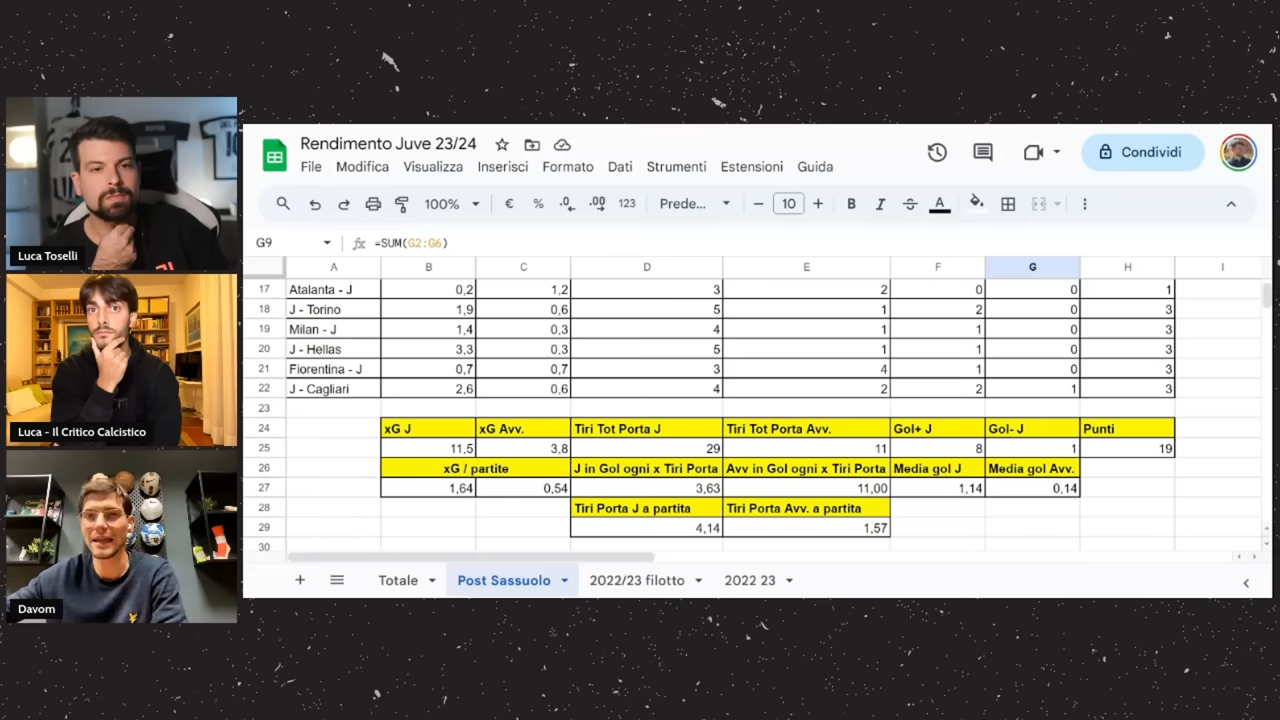 Luca Toselli
Luca - Il Critico Calcistico
Davom
Rendimento Juve 23/24
File Modifica Visualizza Inserisci Formato Dati Strumenti Estensioni Guida
Condividi
100% € % .0 .00 123 Prede... 10 B I S A
G9 fx =SUM(G2:G6)
A B C D E F G H I
17 Atalanta - J 0,2 1,2 3 2 0 0 1
18 J - Torino 1,9 0,6 5 1 2 0 3
19 Milan - J 1,4 0,3 4 1 1 0 3
20 J - Hellas 3,3 0,3 5 1 1 0 3
21 Fiorentina - J 0,7 0,7 3 4 1 0 3
22 J - Cagliari 2,6 0,6 4 2 2 1 3
23
24 xG J xG Avv. Tiri Tot Porta J Tiri Tot Porta Avv. Gol+ J Gol- J Punti
25 11,5 3,8 29 11 8 1 19
26 xG / partite J in Gol ogni x Tiri Porta Avv in Gol ogni x Tiri Porta Media gol J Media gol Avv.
27 1,64 0,54 3,63 11,00 1,14 0,14
28 Tiri Porta J a partita Tiri Porta Avv. a partita
29 4,14 1,57
30
Totale Post Sassuolo 2022/23 filotto 2022 23